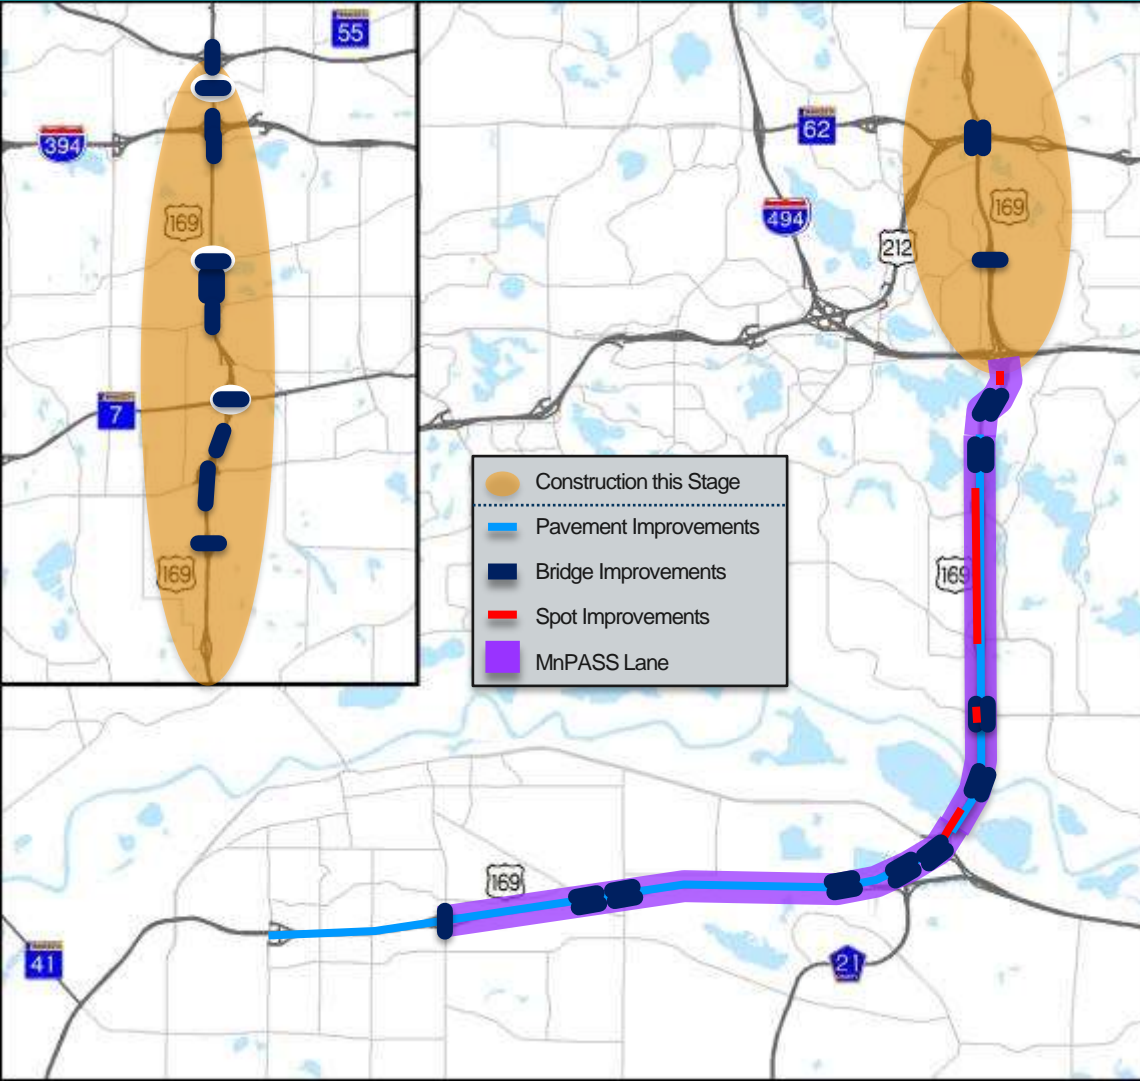 55
394
169
7
169
62
494
212
169
Construction this Stage
Pavement Improvements
Bridge Improvements
Spot Improvements
MnPASS Lane
169
169
41
21